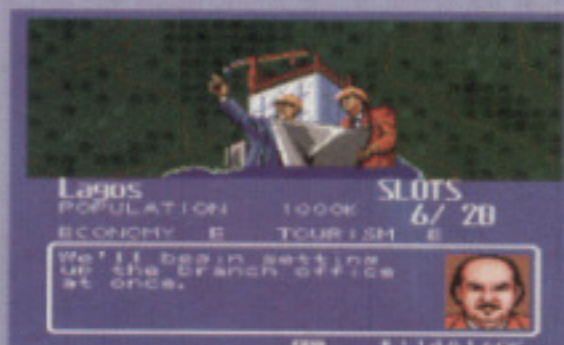 Lagos SLOTS
POPULATION 1000K 6/ 20
ECONOMY E TOURISM E
We'll begin setting
up the branch office
at once.